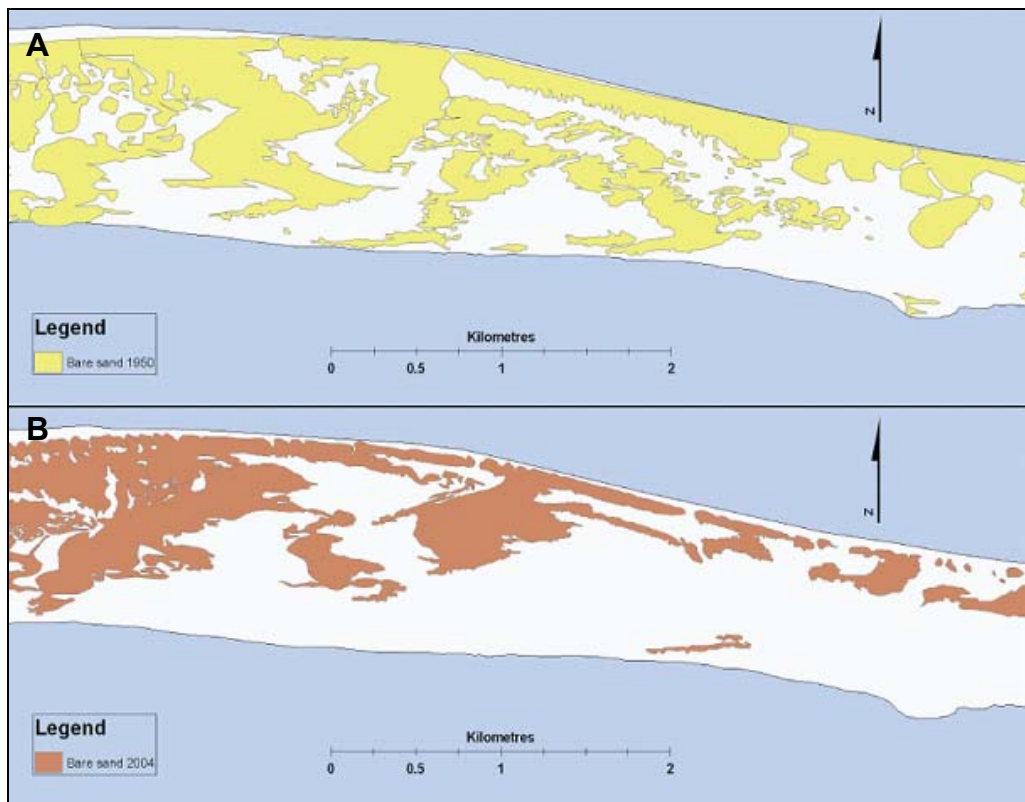 A
N
Legend
Bare sand 1950
Kilometres
0 0.5 1 2
B
N
Legend
Bare sand 2004
Kilometres
0 0.5 1 2